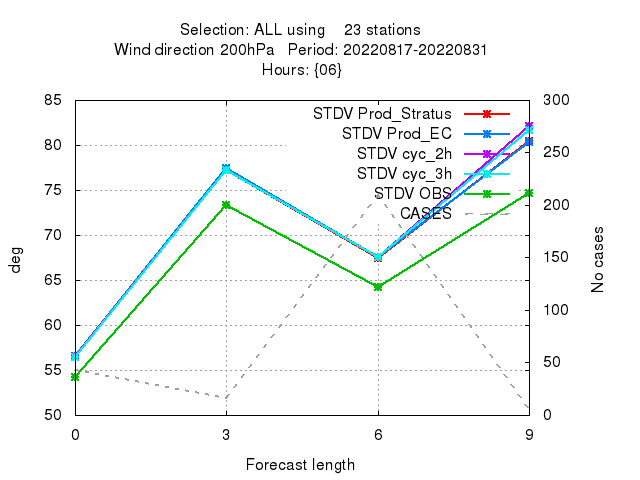 Selection: ALL using 23 stations
Wind direction 200hPa Period: 20220817-20220831
Hours: {06}
85
80
75
70
65
60
55
50
deg
300
250
200
150
100
50
0
No cases
STDV Prod_Stratus
STDV Prod_EC
STDV cyc_2h
STDV cyc_3h
STDV OBS
CASES
0 3 6 9
Forecast length